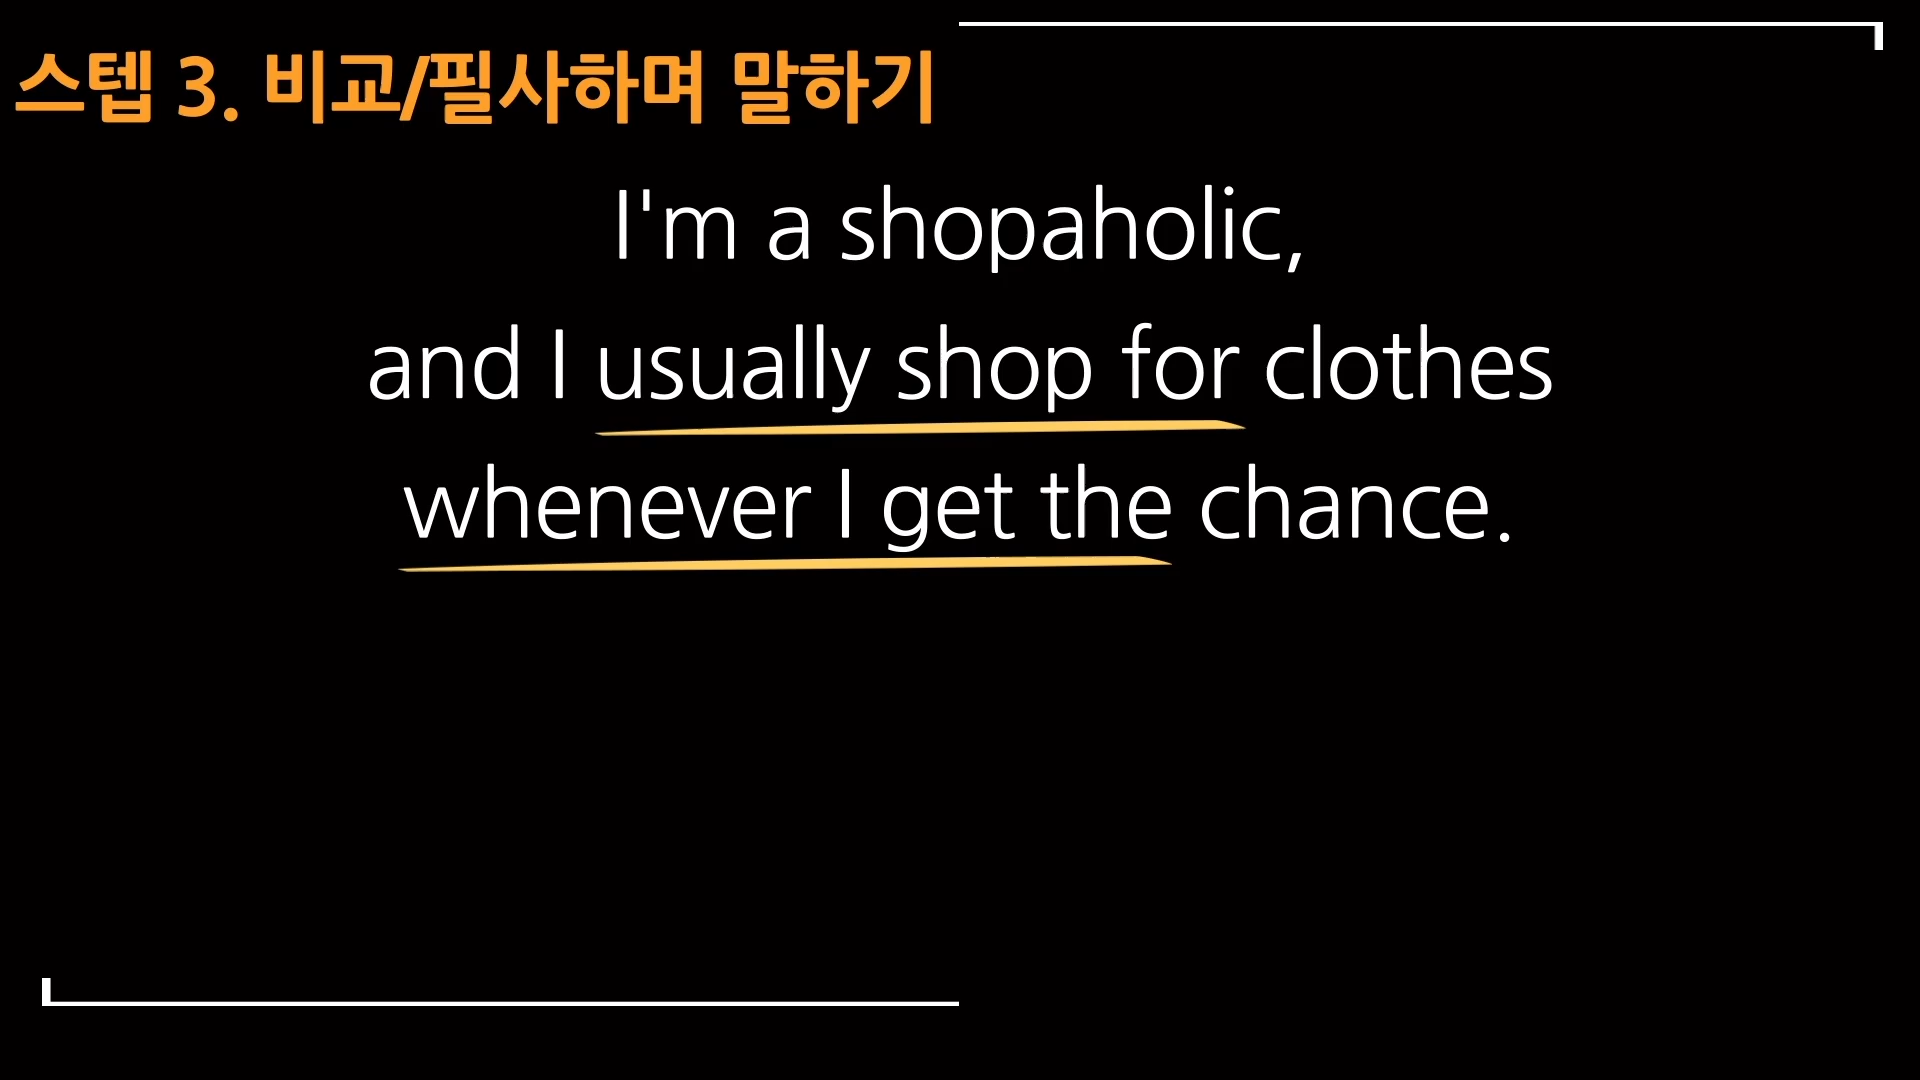 스텝 3. 비교/필사하며 말하기
I'm a shopaholic,
and I usually shop for clothes
whenever I get the chance.